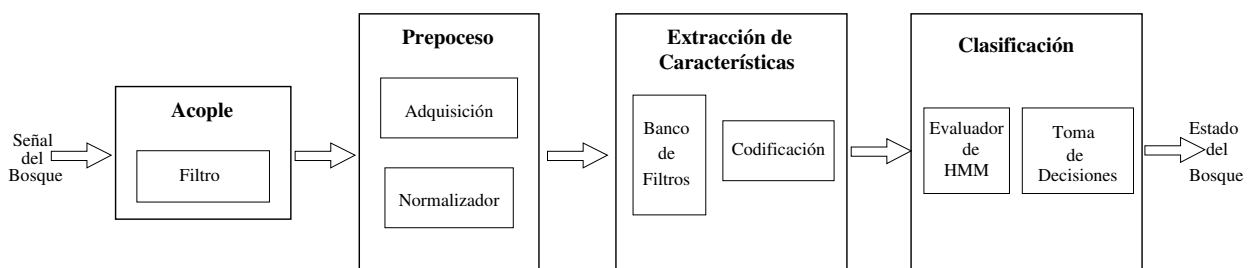 Señal
del
Bosque
Acople
Filtro
Prepoceso
Adquisición
Normalizador
Extracción de
Características
Banco
de
Filtros
Codificación
Clasificación
Evaluador
de
HMM
Toma
de
Decisiones
Estado
del
Bosque